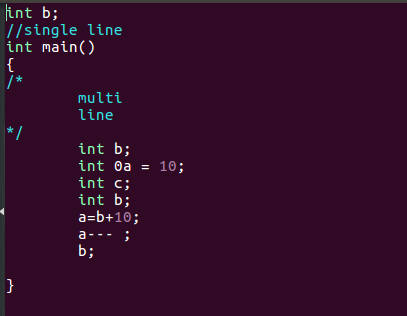 int b;
//single line
int main()
{
/*
multi
line
*/
int b;
int 0a = 10;
int c;
int b;
a=b+10;
a--- ;
b;
}